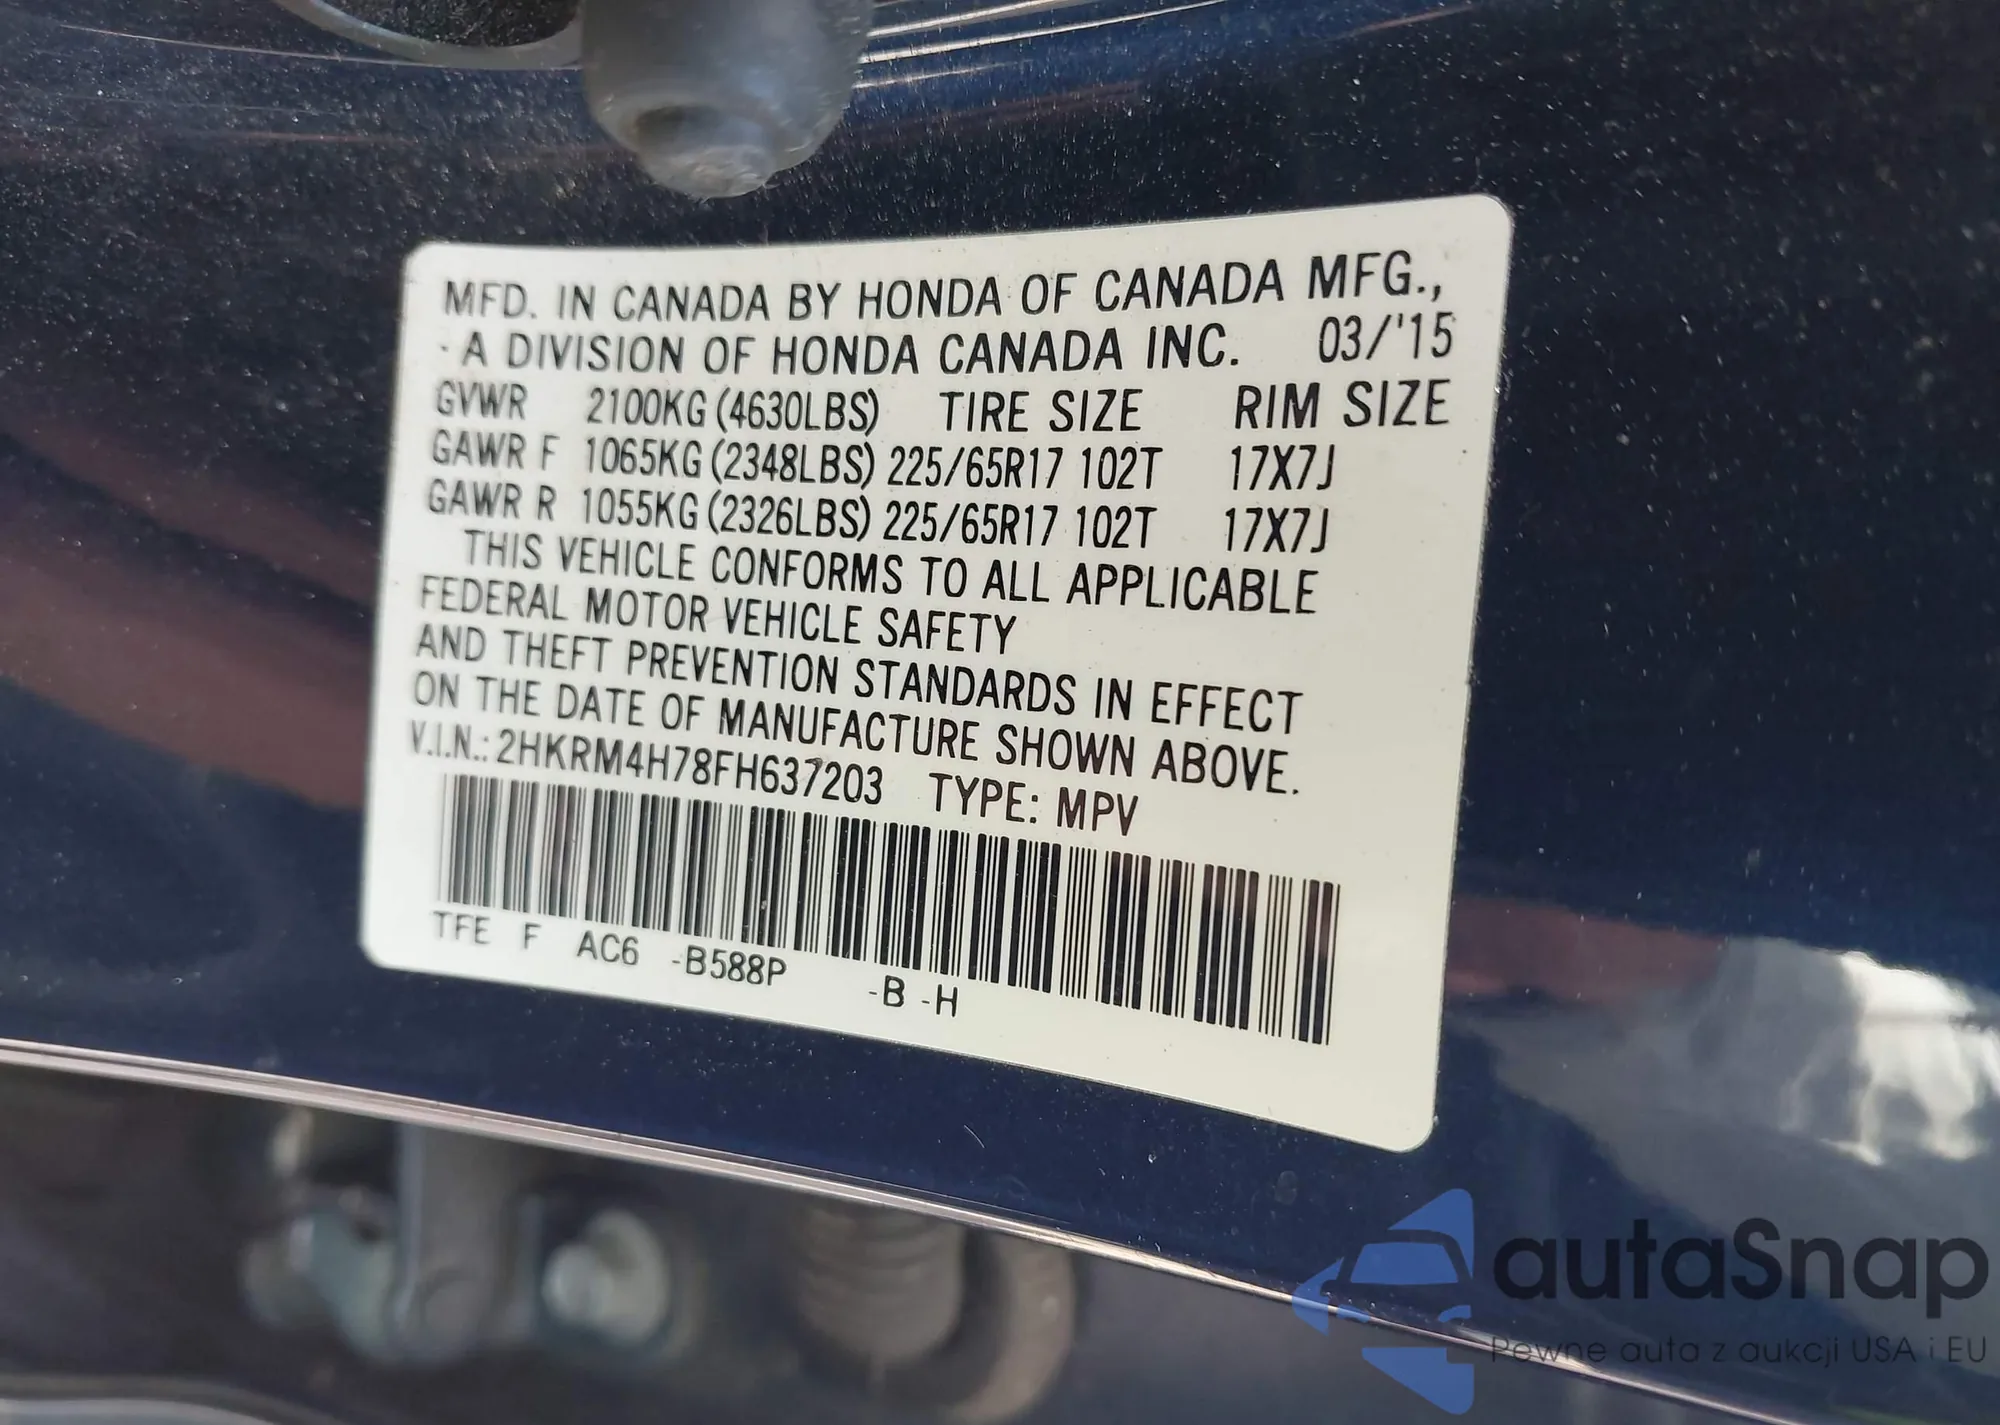 MFD. IN CANADA BY HONDA OF CANADA MFG.,
A DIVISION OF HONDA CANADA INC. 03/'15
GVWR 2100KG (4630LBS) TIRE SIZE RIM SIZE
GAWR F 1065KG (2348LBS) 225/65R17 102T 17X7J
GAWR R 1055KG (2326LBS) 225/65R17 102T 17X7J
THIS VEHICLE CONFORMS TO ALL APPLICABLE
FEDERAL MOTOR VEHICLE SAFETY
AND THEFT PREVENTION STANDARDS IN EFFECT
ON THE DATE OF MANUFACTURE SHOWN ABOVE.
V.I.N.: 2HKRM4H78FH637203 TYPE: MPV
TFE F AC6 -B588P -B -H
autaSnap
Pewne auta z aukcji USA i EU